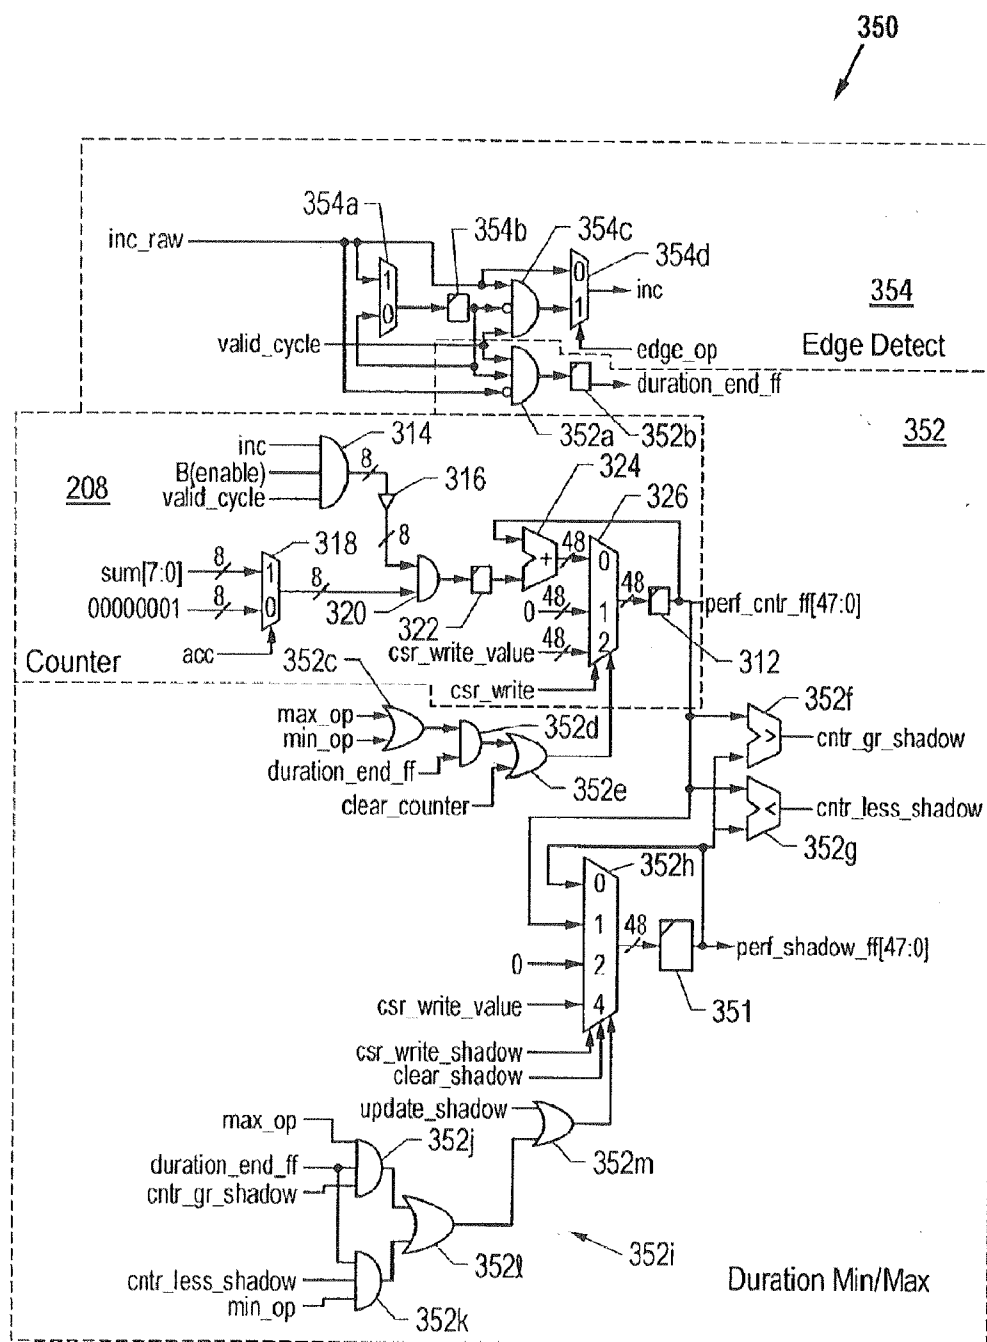 350
354a
354b
354c
inc_raw
354d
1
0
0
1
inc
354
valid_cycle
edge_op
Edge Detect
duration_end_ff
352a
352b
352
inc
314
324
B(enable)
8
316
326
208
valid_cycle
8
318
48
0
sum[7:0]
8
1
8
+
48
00000001
8
0
320
0
48
1
perf_cntr_ff[47:0]
322
csr_write_value
48
2
312
Counter
acc
352c
csr_write
352f
max_op
352d
min_op
>
cntr_gr_shadow
duration_end_ff
352e
clear_counter
<
cntr_less_shadow
352g
352h
0
1
48
0
2
perf_shadow_ff[47:0]
csr_write_value
4
351
csr_write_shadow
clear_shadow
update_shadow
max_op
352j
352m
duration_end_ff
cntr_gr_shadow
352l
352i
cntr_less_shadow
Duration Min/Max
min_op
352k